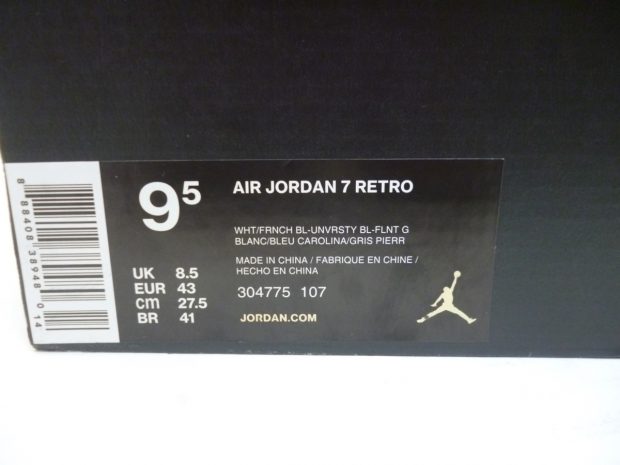 9⁵
AIR JORDAN 7 RETRO
WHT/FRNCH BL-UNVRSTY BL-FLNT G
BLANC/BLEU CAROLINA/GRIS PIERR
MADE IN CHINA / FABRIQUE EN CHINE /
HECHO EN CHINA
UK 8.5
EUR 43
cm 27.5
BR 41
304775 107
JORDAN.COM
8 88408 38948 0 14